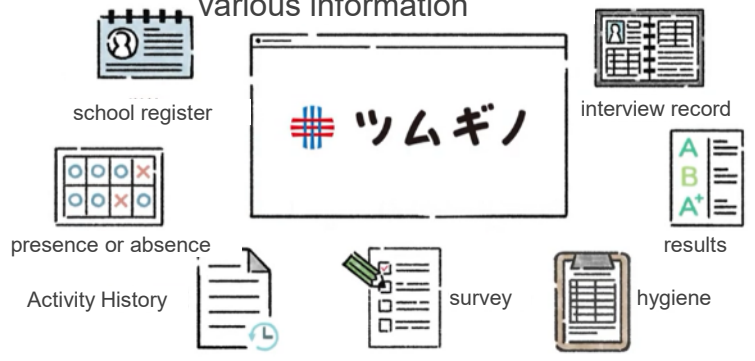 various information
school register
ツムギノ
interview record
A
B
A+
presence or absence
results
Activity History
survey
hygiene